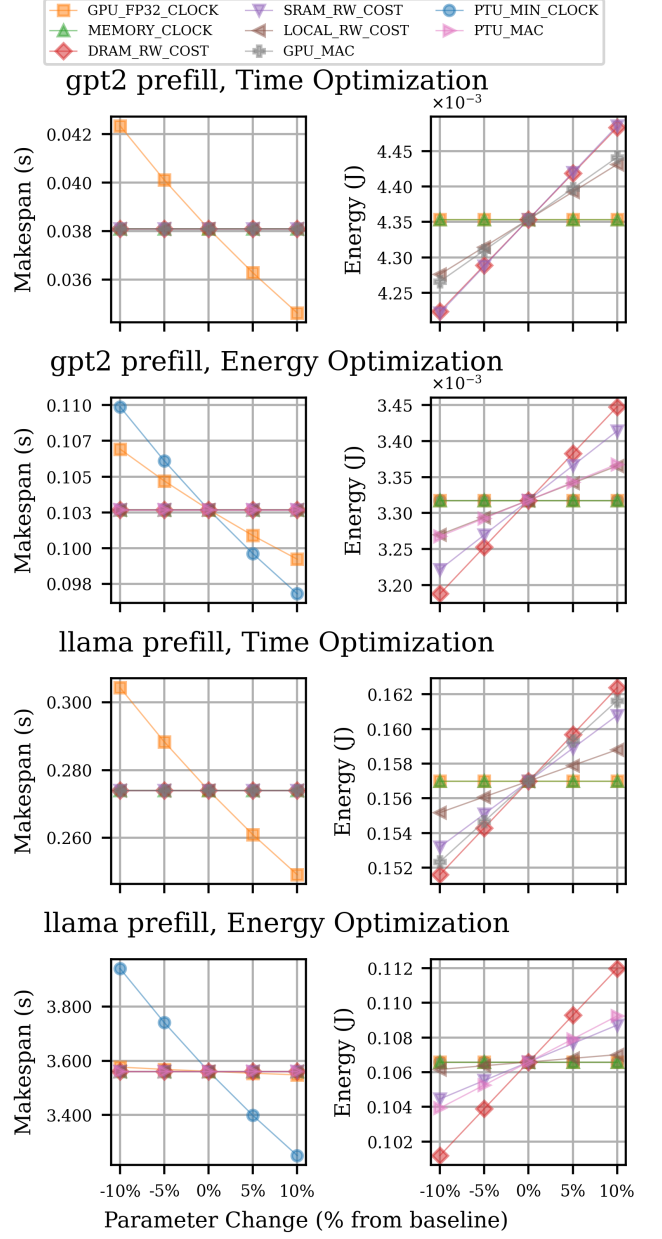 GPU_FP32_CLOCK SRAM_RW_COST PTU_MIN_CLOCK
MEMORY_CLOCK LOCAL_RW_COST PTU_MAC
DRAM_RW_COST GPU_MAC
gpt2 prefill, Time Optimization
×10⁻³
Makespan (s)
0.042
0.040
0.038
0.036
Energy (J)
4.45
4.40
4.35
4.30
4.25
gpt2 prefill, Energy Optimization
×10⁻³
Makespan (s)
0.110
0.107
0.105
0.103
0.100
0.098
Energy (J)
3.45
3.40
3.35
3.30
3.25
3.20
llama prefill, Time Optimization
Makespan (s)
0.300
0.280
0.260
Energy (J)
0.162
0.160
0.158
0.156
0.154
0.152
llama prefill, Energy Optimization
Makespan (s)
3.800
3.600
3.400
Energy (J)
0.112
0.110
0.108
0.106
0.104
0.102
-10% -5% 0% 5% 10% -10% -5% 0% 5% 10%
Parameter Change (% from baseline)